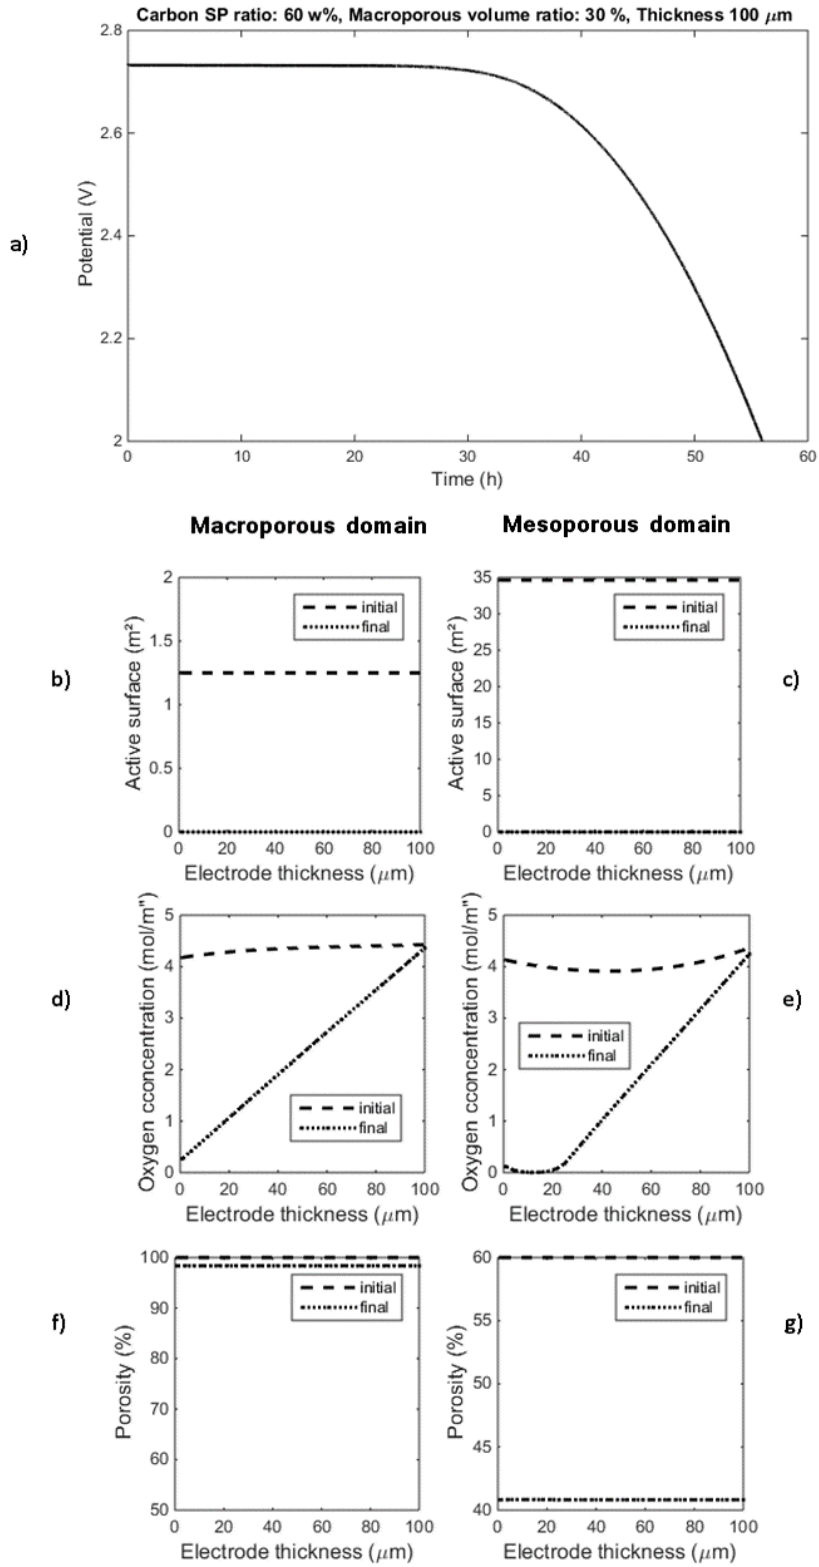 Carbon SP ratio: 60 w%, Macroporous volume ratio: 30 %, Thickness 100 μm
a)
Potential (V)
2.8
2.6
2.4
2.2
2
0 10 20 30 40 50 60
Time (h)
Macroporous domain
Mesoporous domain
b)
Active surface (m²)
2
1.5
1
0.5
0
initial
final
0 20 40 60 80 100
Electrode thickness (μm)
c)
Active surface (m²)
35
30
25
20
15
10
5
0
initial
final
0 20 40 60 80 100
Electrode thickness (μm)
d)
Oxygen cconcentration (mol/m")
5
4
3
2
1
0
initial
final
0 20 40 60 80 100
Electrode thickness (μm)
e)
Oxygen cconcentration (mol/m")
5
4
3
2
1
0
initial
final
0 20 40 60 80 100
Electrode thickness (μm)
f)
Porosity (%)
100
90
80
70
60
50
initial
final
0 20 40 60 80 100
Electrode thickness (μm)
g)
Porosity (%)
60
55
50
45
40
initial
final
0 20 40 60 80 100
Electrode thickness (μm)